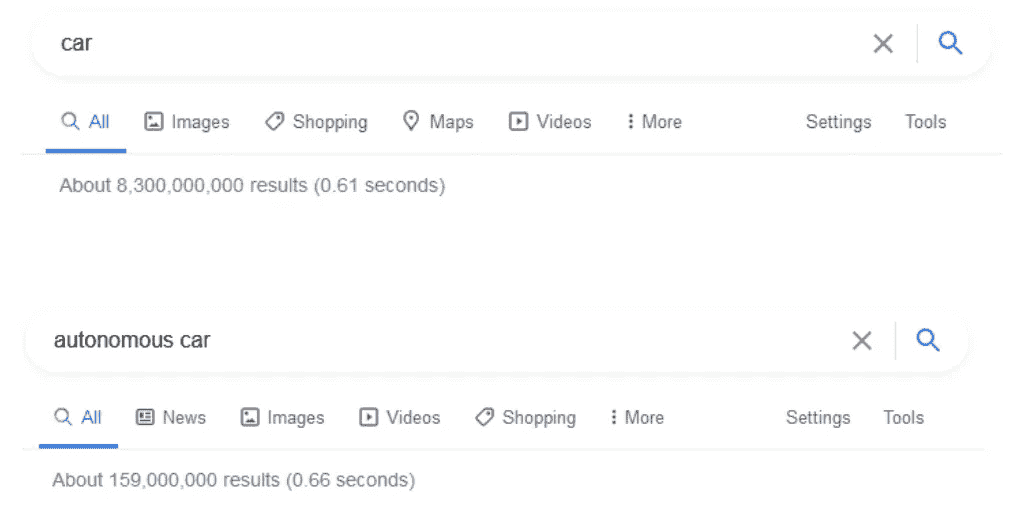 car
All Images Shopping Maps Videos More Settings Tools
About 8,300,000,000 results (0.61 seconds)
autonomous car
All News Images Videos Shopping More Settings Tools
About 159,000,000 results (0.66 seconds)